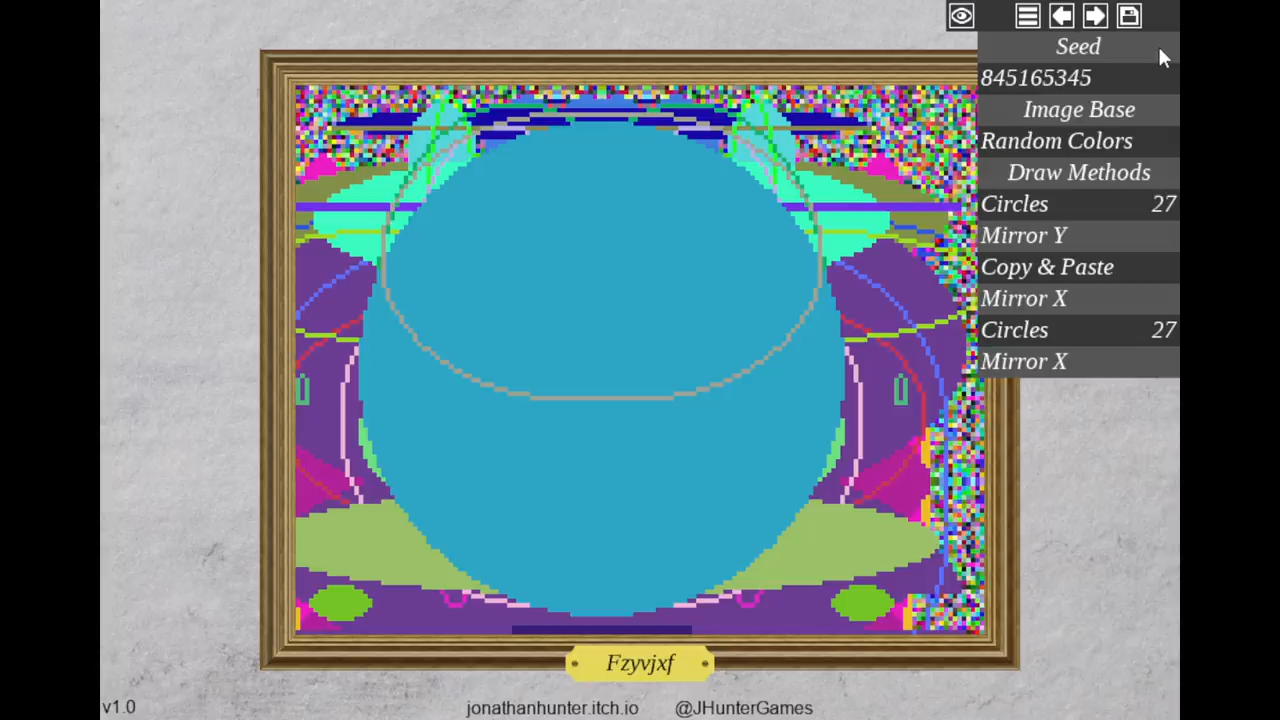 Seed
845165345
Image Base
Random Colors
Draw Methods
Circles 27
Mirror Y
Copy & Paste
Mirror X
Circles 27
Mirror X
Fzyvjxf
v1.0
jonathanhunter.itch.io @JHunterGames